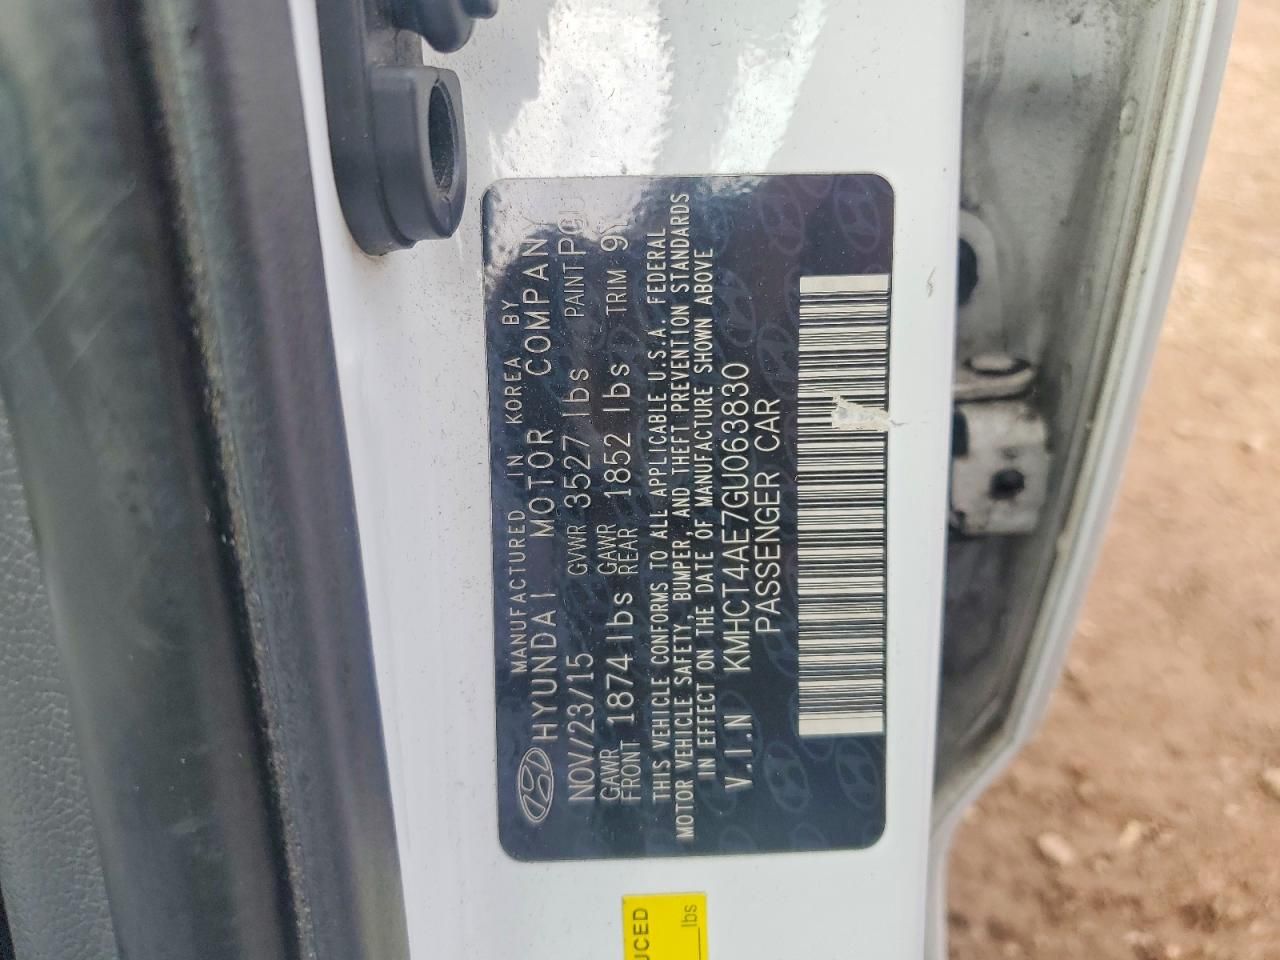 MANUFACTURED IN KOREA BY
HYUNDAI MOTOR COMPANY
NOV/23/15 GVWR 3527 lbs PAINT
GAWR FRONT 1874 lbs GAWR REAR 1852 lbs TRIM
THIS VEHICLE CONFORMS TO ALL APPLICABLE U.S.A. FEDERAL
MOTOR VEHICLE SAFETY, BUMPER, AND THEFT PREVENTION STANDARDS
IN EFFECT ON THE DATE OF MANUFACTURE SHOWN ABOVE
V.I.N KMHCT4AE7GU063830
PASSENGER CAR
UCED
lbs